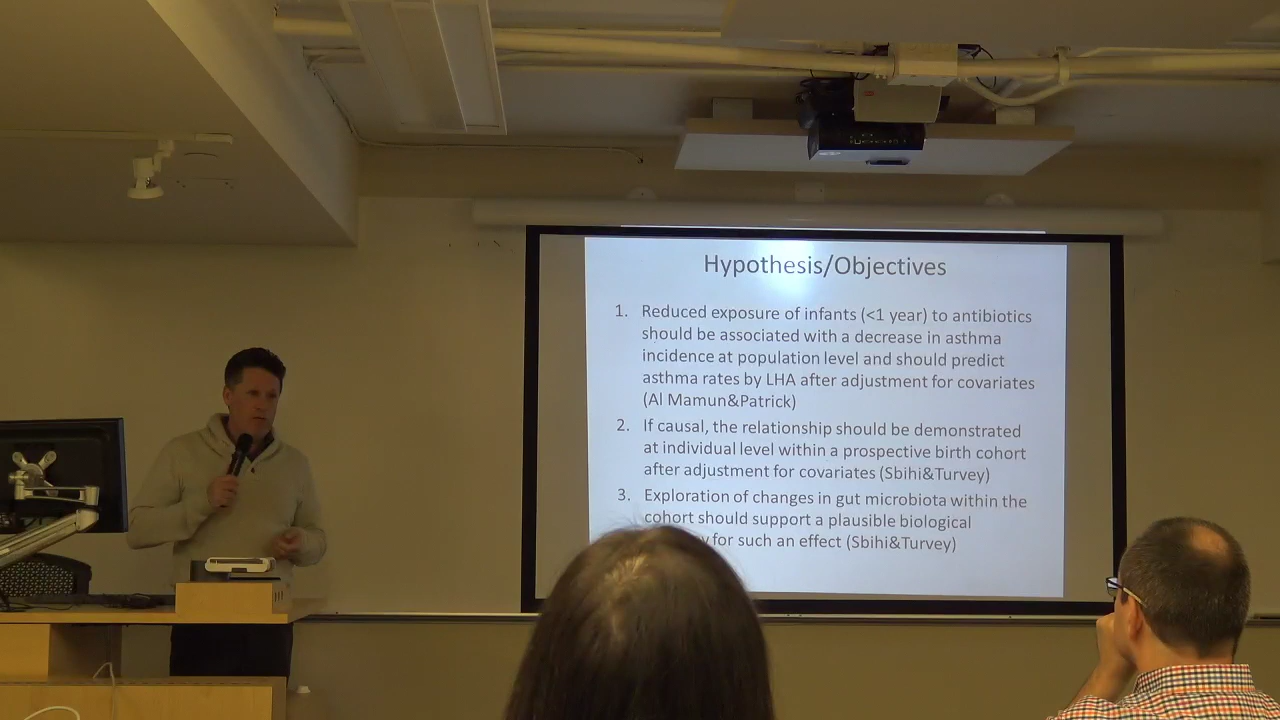 Hypothesis/Objectives
1. Reduced exposure of infants (<1 year) to antibiotics
should be associated with a decrease in asthma
incidence at population level and should predict
asthma rates by LHA after adjustment for covariates
(Al Mamun&Patrick)
2. If causal, the relationship should be demonstrated
at individual level within a prospective birth cohort
after adjustment for covariates (Sbihi&Turvey)
3. Exploration of changes in gut microbiota within the
cohort should support a plausible biological
for such an effect (Sbihi&Turvey)